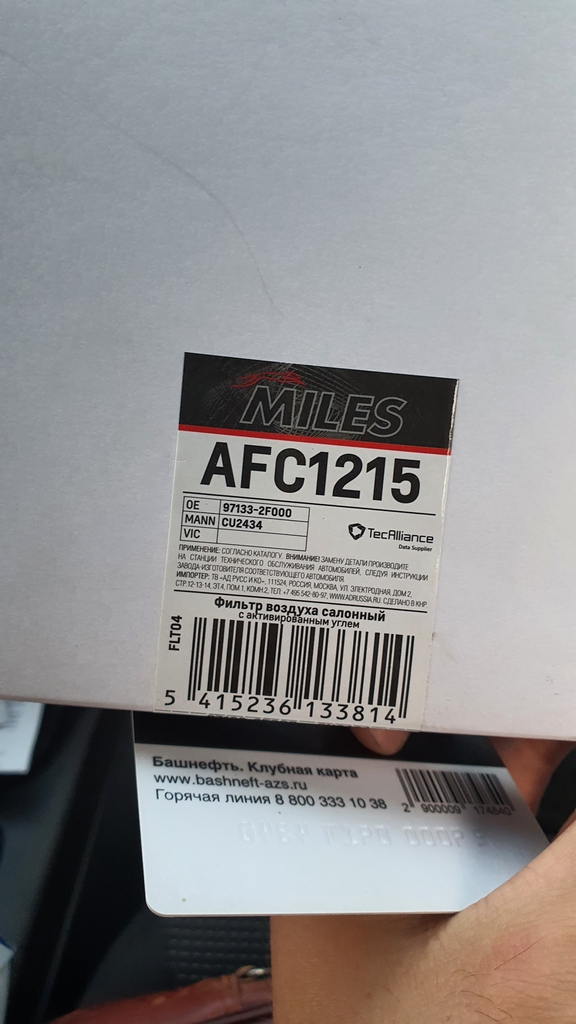 MILES
AFC1215
OE 97133-2F000
MANN CU2434
VIC
TecAlliance
Data Supplier
ПРИМЕНЕНИЕ: СОГЛАСНО КАТАЛОГУ. ВНИМАНИЕ! ЗАМЕНУ ДЕТАЛИ ПРОИЗВОДИТЕ
НА СТАНЦИИ ТЕХНИЧЕСКОГО ОБСЛУЖИВАНИЯ АВТОМОБИЛЕЙ, СЛЕДУЯ ИНСТРУКЦИИ
ЗАВОДА-ИЗГОТОВИТЕЛЯ СООТВЕТСТВУЮЩЕГО АВТОМОБИЛЯ.
ИМПОРТЕР: ТВ «АД РУСС И КО», 111524, РОССИЯ, МОСКВА, УЛ. ЭЛЕКТРОДНАЯ, ДОМ 2,
СТР.12-13-14, ЭТ.4, ПОМ.1, КОМН.2, ТЕЛ.: +7 495 542-80-97, WWW.ADRUSSIA.RU. СДЕЛАНО В КНР
Фильтр воздуха салонный
с активированным углем
FLT04
5 415236 133814
Башнефть. Клубная карта
www.bashneft-azs.ru
Горячая линия 8 800 333 10 38
2 900009 174840